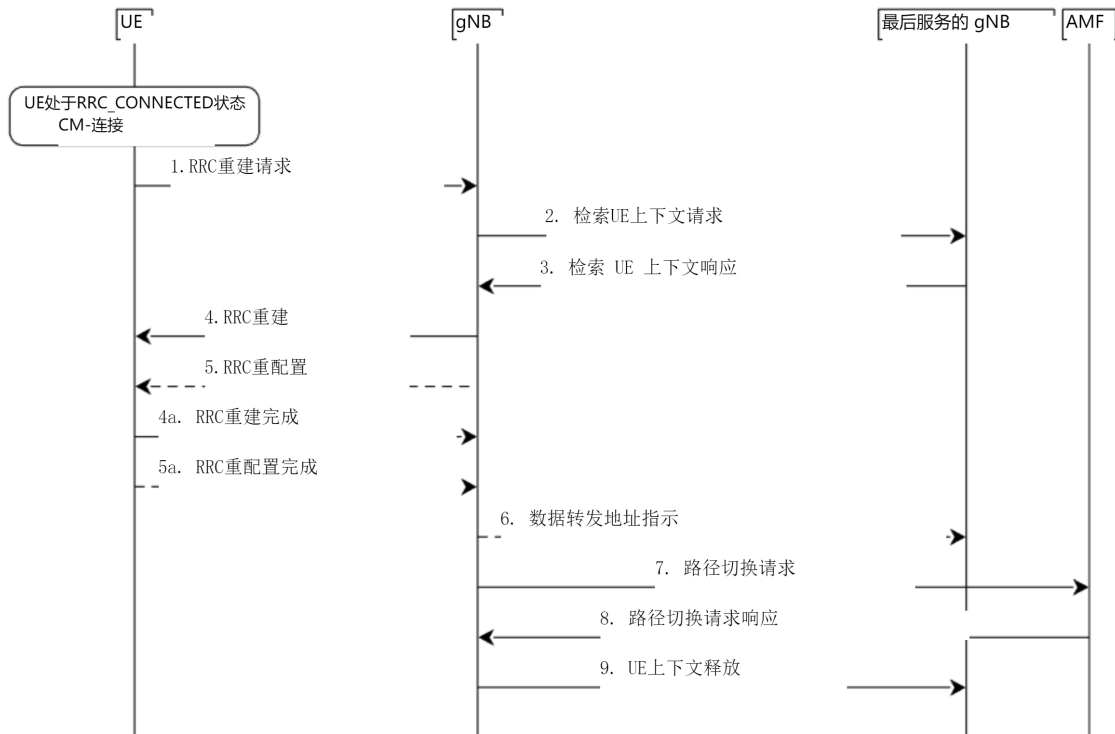 UE
gNB
最后服务的 gNB
AMF
UE处于RRC_CONNECTED状态
CM-连接
1.RRC重建请求
2. 检索UE上下文请求
3. 检索 UE 上下文响应
4.RRC重建
5.RRC重配置
4a. RRC重建完成
5a. RRC重配置完成
6. 数据转发地址指示
7. 路径切换请求
8. 路径切换请求响应
9. UE上下文释放